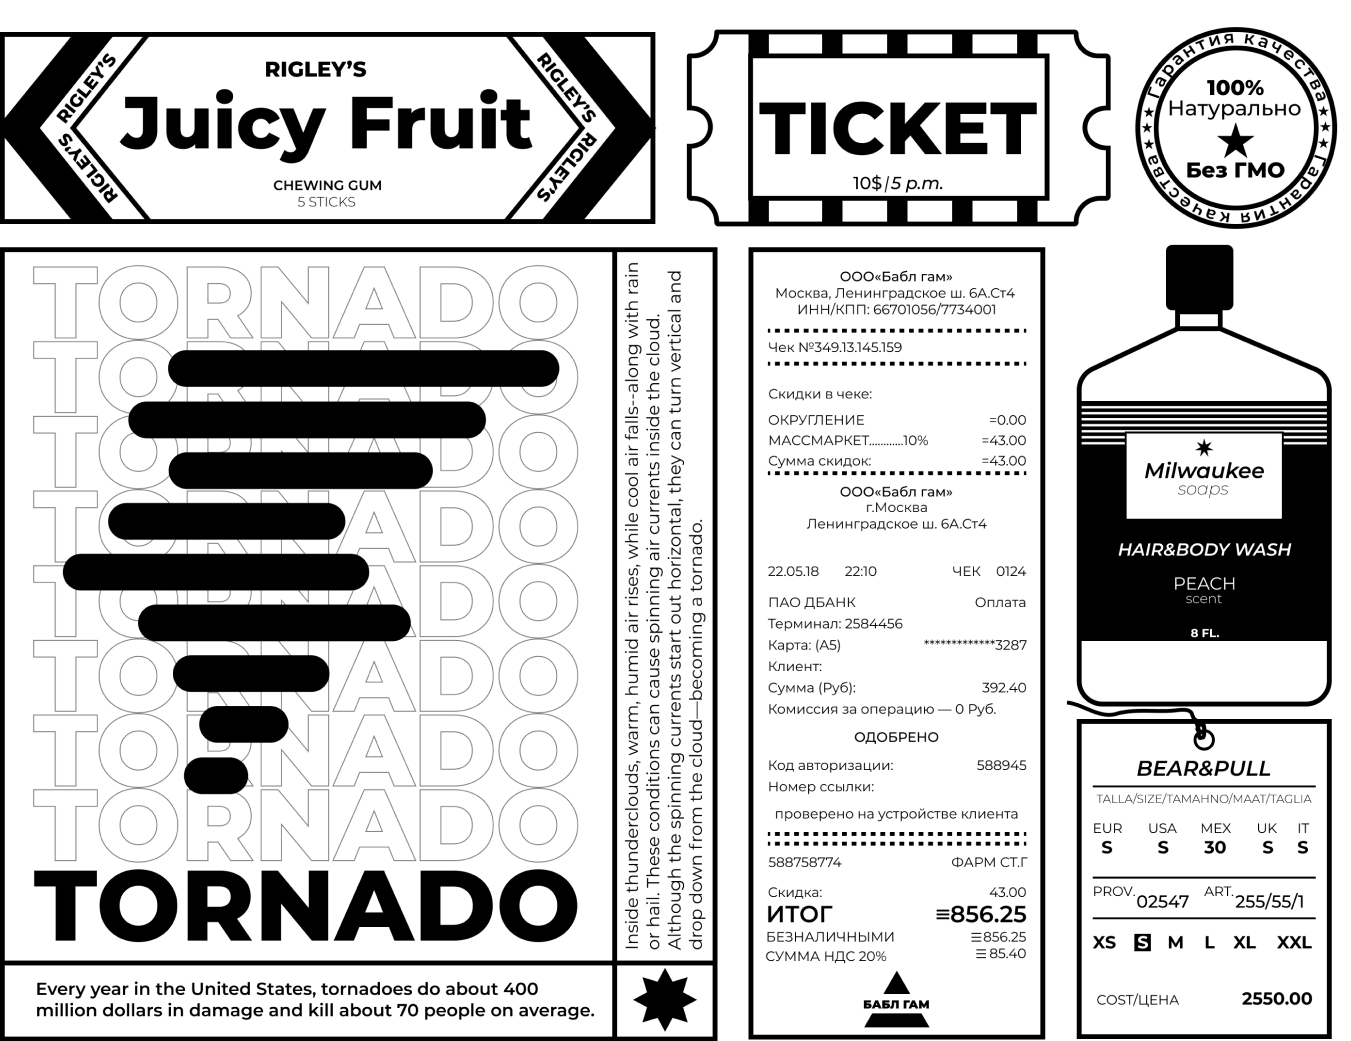 RIGLEY’S
RIGLEY’S
RIGLEY’S
Juicy Fruit
CHEWING GUM
5 STICKS
RIGLEY’S
RIGLEY’S
TICKET
10$|5 p.m.
Гарантия качества
100%
Натурально
Без ГМО
Гарантия качества
TORNADO
TORNADO
TORNADO
TORNADO
TORNADO
TORNADO
TORNADO
TORNADO
TORNADO
Inside thunderclouds, warm, humid air rises, while cool air falls--along with rain
or hail. These conditions can cause spinning air currents inside the cloud.
Although the spinning currents start out horizontal, they can turn vertical and
drop down from the cloud—becoming a tornado.
Every year in the United States, tornadoes do about 400
million dollars in damage and kill about 70 people on average.
ООО«Бабл гам»
Москва, Ленинградское ш. 6А.Ст4
ИНН/КПП: 66701056/7734001
Чек №349.13.145.159
Скидки в чеке:
ОКРУГЛЕНИЕ =0.00
МАССМАРКЕТ............10% =43.00
Сумма скидок: =43.00
ООО«Бабл гам»
г.Москва
Ленинградское ш. 6А.Ст4
22.05.18 22:10 ЧЕК 0124
ПАО ДБАНК Оплата
Терминал: 2584456
Карта: (А5) *************3287
Клиент:
Сумма (Руб): 392.40
Комиссия за операцию — 0 Руб.
ОДОБРЕНО
Код авторизации: 588945
Номер ссылки:
проверено на устройстве клиента
588758774 ФАРМ СТ.Г
Скидка: 43.00
ИТОГ ≡856.25
БЕЗНАЛИЧНЫМИ ≡856.25
СУММА НДС 20% ≡ 85.40
БАБЛ ГАМ
Milwaukee
soaps
HAIR&BODY WASH
PEACH
scent
8 FL.
BEAR&PULL
TALLA/SIZE/TAMAHNO/MAAT/TAGLIA
EUR USA MEX UK IT
S S 30 S S
PROV. 02547 ART. 255/55/1
XS S M L XL XXL
COST/ЦЕНА 2550.00